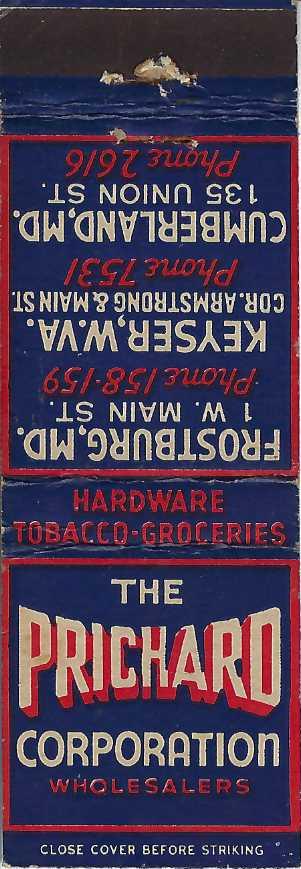 FROSTBURG, MD.
1 W. MAIN ST.
Phone 158-159
KEYSER, W.VA.
COR. ARMSTRONG & MAIN ST.
Phone 7531
CUMBERLAND, MD.
135 UNION ST.
Phone 2616
HARDWARE
TOBACCO-GROCERIES
THE
PRICHARD
CORPORATION
WHOLESALERS
CLOSE COVER BEFORE STRIKING